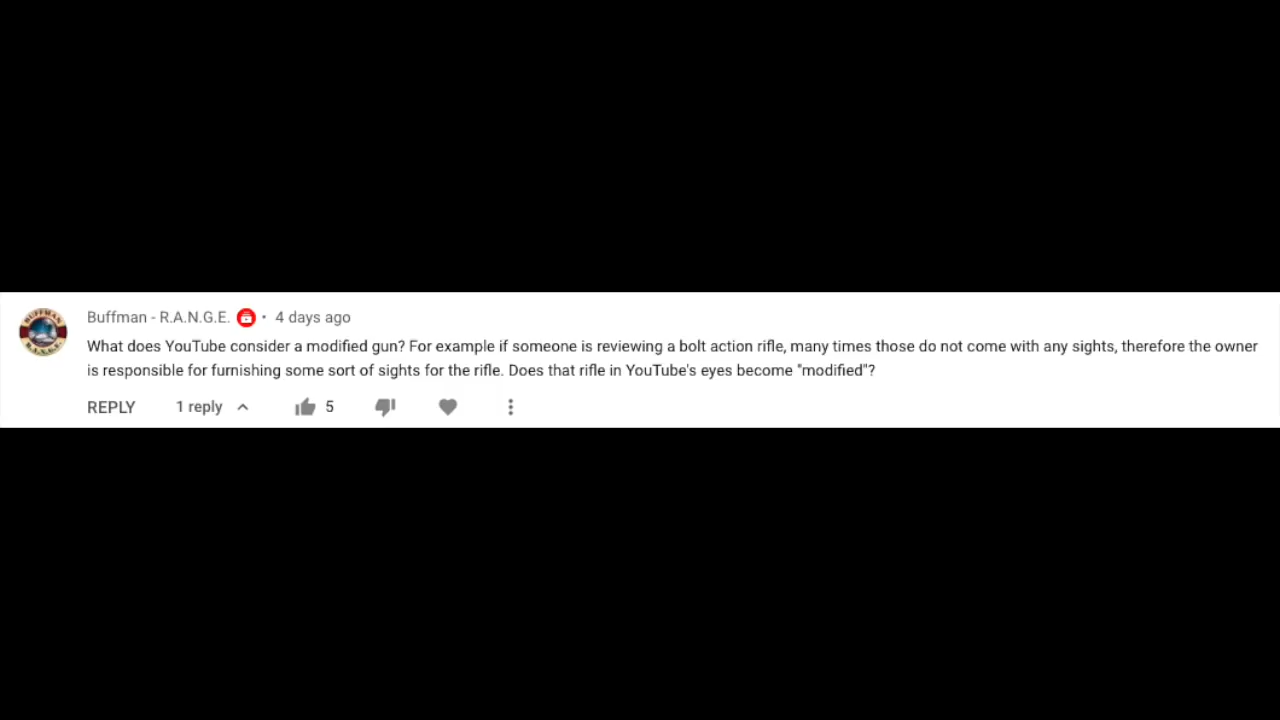 Buffman - R.A.N.G.E. • 4 days ago
What does YouTube consider a modified gun? For example if someone is reviewing a bolt action rifle, many times those do not come with any sights, therefore the owner
is responsible for furnishing some sort of sights for the rifle. Does that rifle in YouTube's eyes become "modified"?
REPLY 1 reply 5